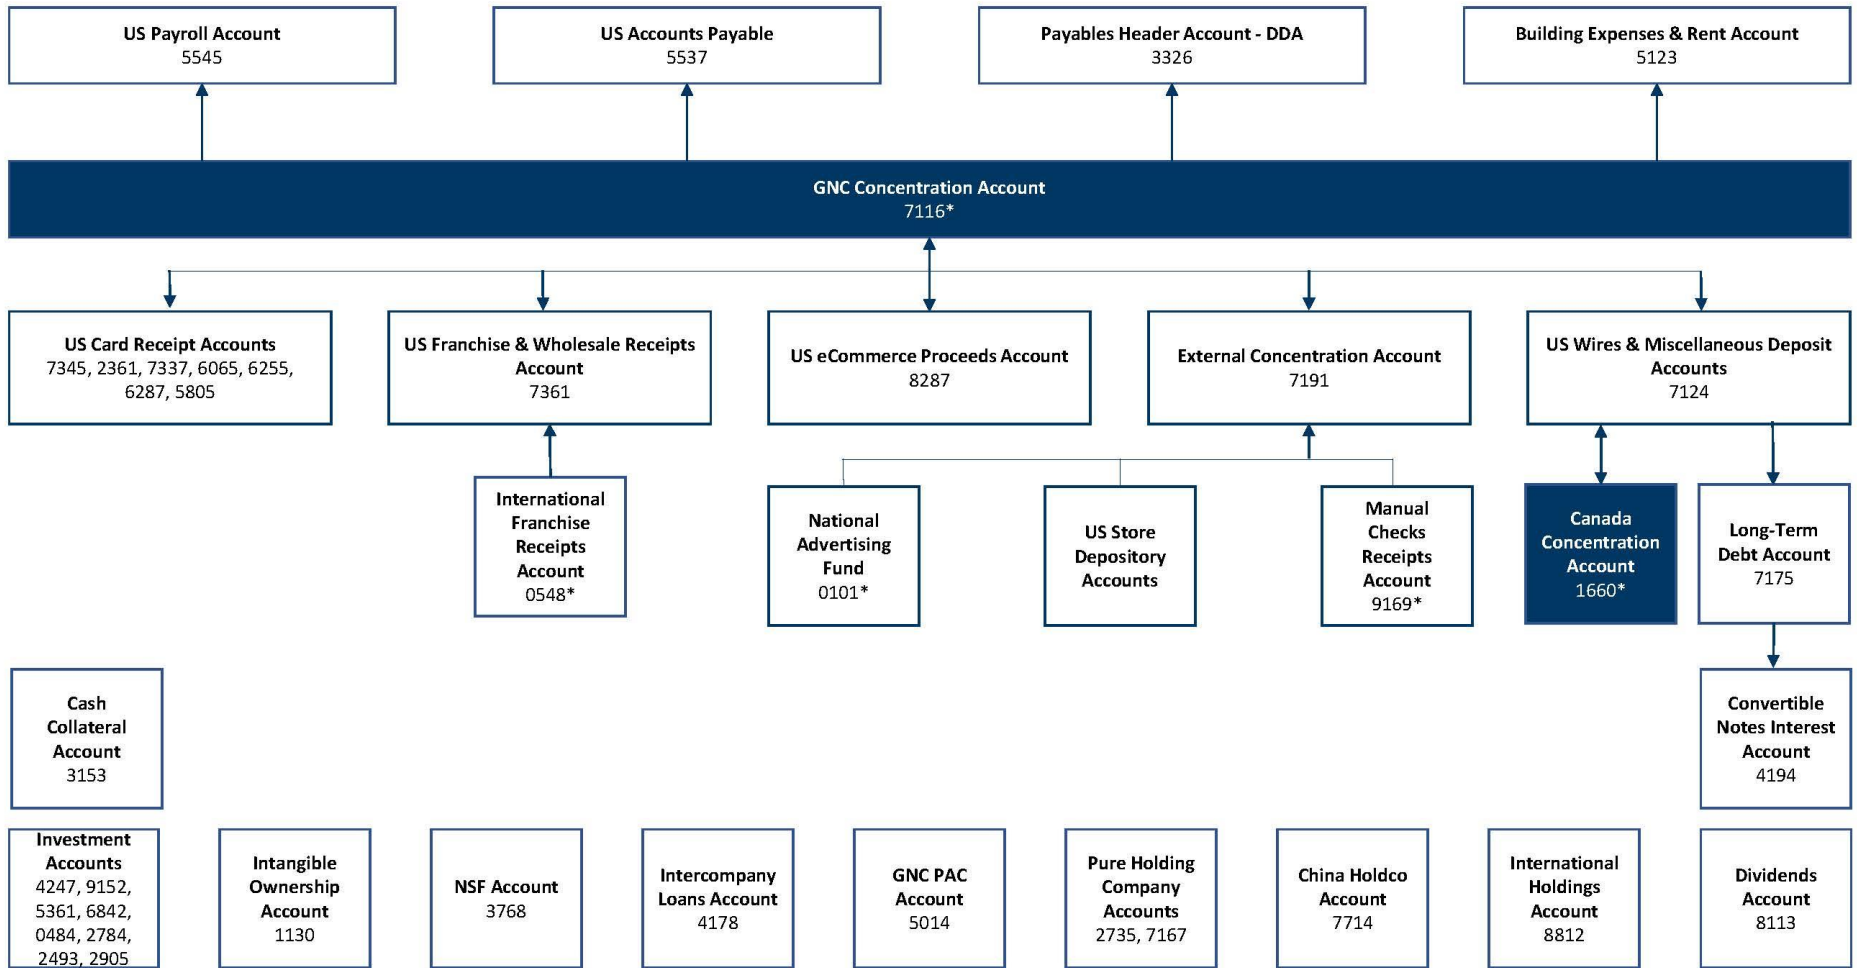 US Payroll Account
5545
US Accounts Payable
5537
Payables Header Account - DDA
3326
Building Expenses & Rent Account
5123
GNC Concentration Account
7116*
US Card Receipt Accounts
7345, 2361, 7337, 6065, 6255,
6287, 5805
US Franchise & Wholesale Receipts
Account
7361
US eCommerce Proceeds Account
8287
External Concentration Account
7191
US Wires & Miscellaneous Deposit
Accounts
7124
International
Franchise
Receipts
Account
0548*
National
Advertising
Fund
0101*
US Store
Depository
Accounts
Manual
Checks
Receipts
Account
9169*
Canada
Concentration
Account
1660*
Long-Term
Debt Account
7175
Cash
Collateral
Account
3153
Convertible
Notes Interest
Account
4194
Investment
Accounts
4247, 9152,
5361, 6842,
0484, 2784,
2493, 2905
Intangible
Ownership
Account
1130
NSF Account
3768
Intercompany
Loans Account
4178
GNC PAC
Account
5014
Pure Holding
Company
Accounts
2735, 7167
China Holdco
Account
7714
International
Holdings
Account
8812
Dividends
Account
8113